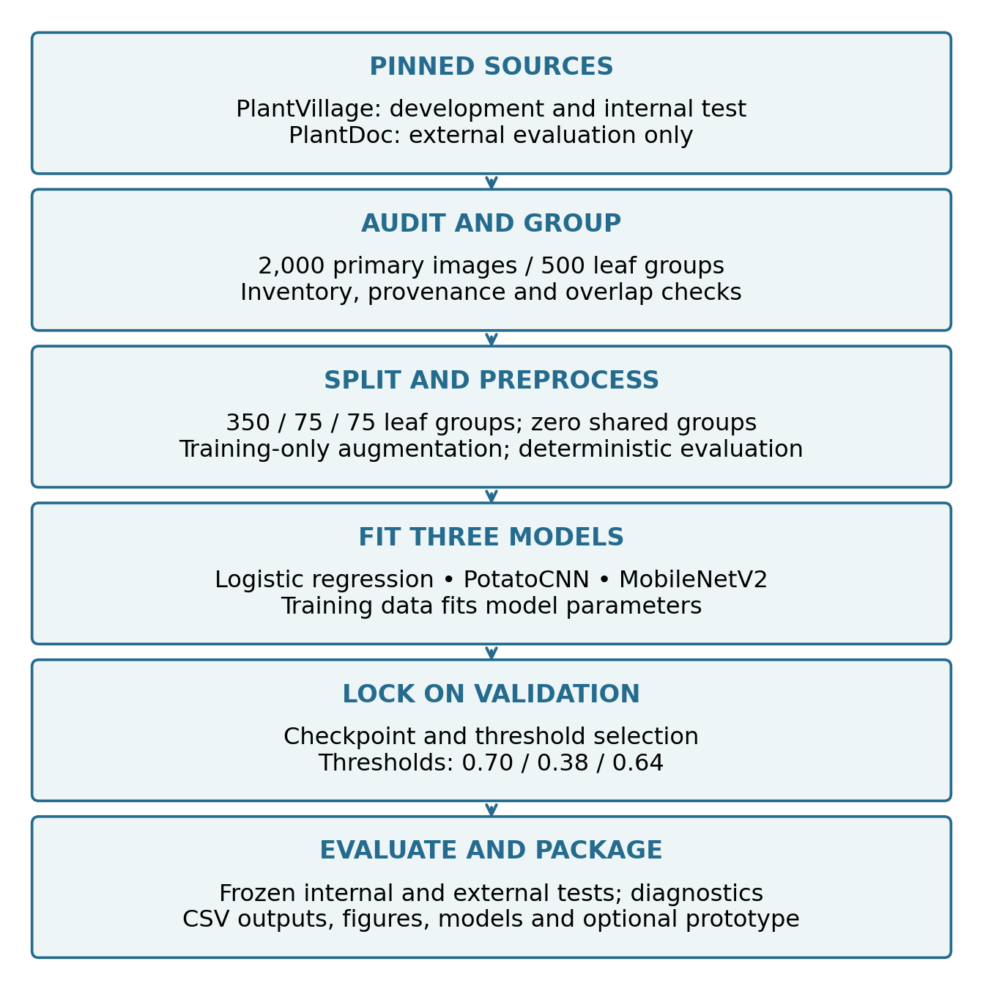 PINNED SOURCES
PlantVillage: development and internal test
PlantDoc: external evaluation only
AUDIT AND GROUP
2,000 primary images / 500 leaf groups
Inventory, provenance and overlap checks
SPLIT AND PREPROCESS
350 / 75 / 75 leaf groups; zero shared groups
Training-only augmentation; deterministic evaluation
FIT THREE MODELS
Logistic regression • PotatoCNN • MobileNetV2
Training data fits model parameters
LOCK ON VALIDATION
Checkpoint and threshold selection
Thresholds: 0.70 / 0.38 / 0.64
EVALUATE AND PACKAGE
Frozen internal and external tests; diagnostics
CSV outputs, figures, models and optional prototype